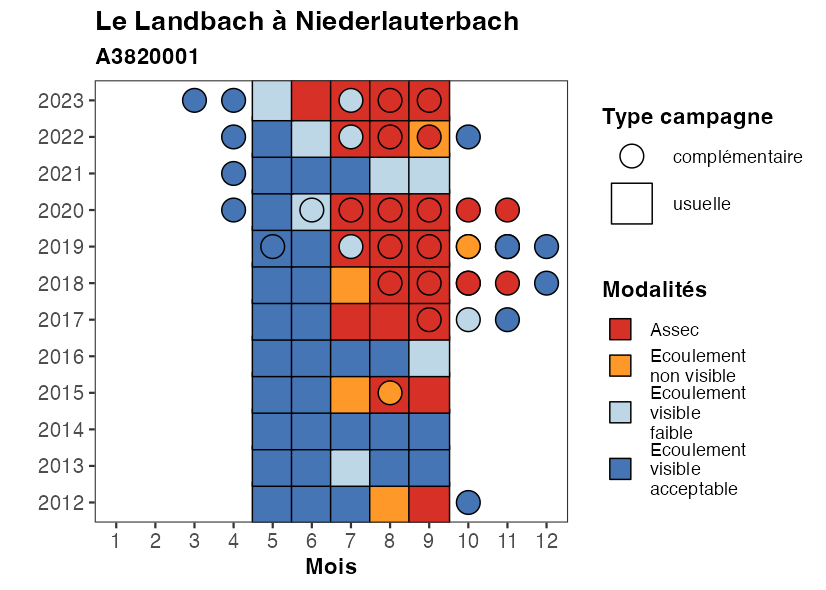 Le Landbach à Niederlauterbach
A3820001
2023
2022
2021
2020
2019
2018
2017
2016
2015
2014
2013
2012
1 2 3 4 5 6 7 8 9 10 11 12
Mois
Type campagne
complémentaire
usuelle
Modalités
Assec
Ecoulement
non visible
Ecoulement
visible
faible
Ecoulement
visible
acceptable